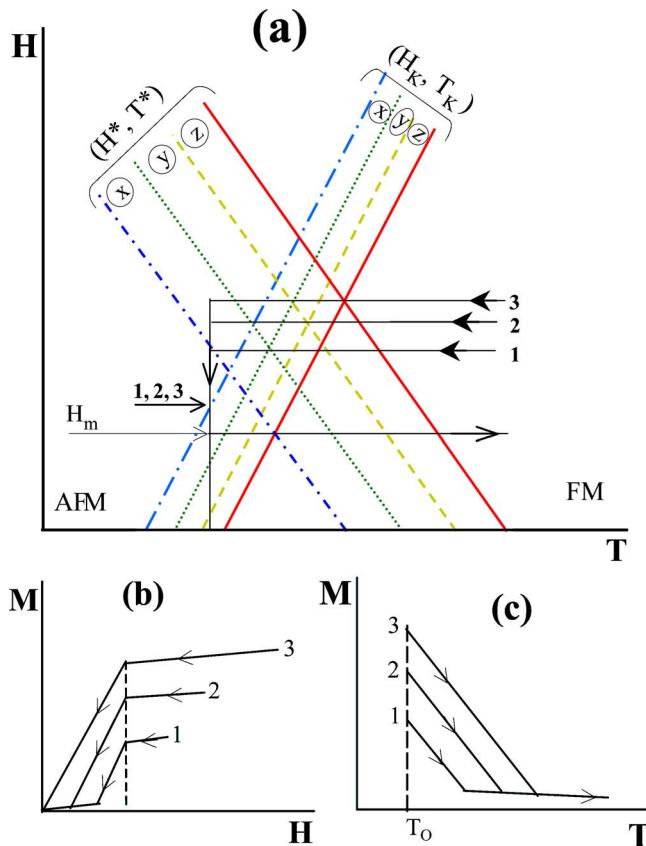 (a)
H
(H*, T*)
x y z
(H_K, T_K)
x y z
3
2
1
1, 2, 3
H_m
AFM
FM
T
(b)
M
3
2
1
H
(c)
M
3
2
1
T_O
T